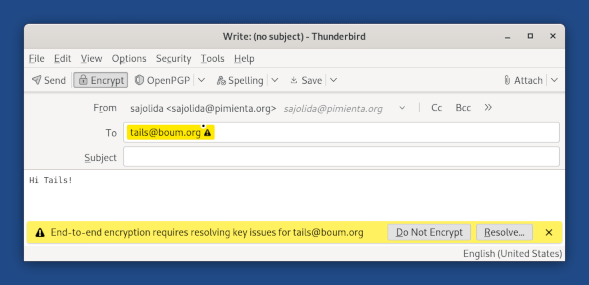 Write: (no subject) - Thunderbird
File Edit View Options Security Tools Help
Send Encrypt OpenPGP Spelling Save Attach
From sajolida <sajolida@pimienta.org> sajolida@pimienta.org Cc Bcc
To tails@boum.org
Subject
Hi Tails!
End-to-end encryption requires resolving key issues for tails@boum.org Do Not Encrypt Resolve...
English (United States)